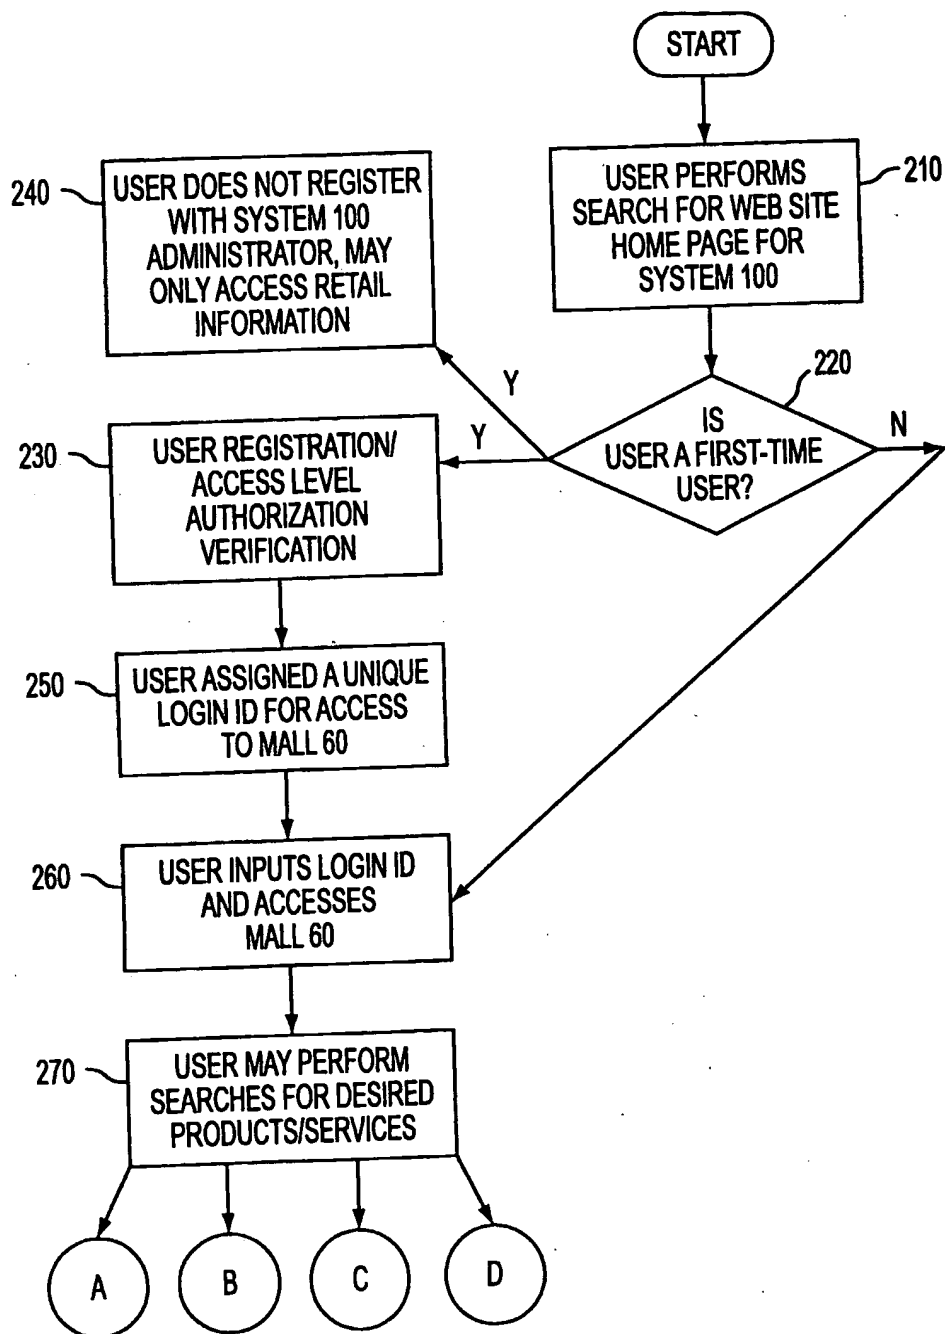 START
210
USER PERFORMS
SEARCH FOR WEB SITE
HOME PAGE FOR
SYSTEM 100
240
USER DOES NOT REGISTER
WITH SYSTEM 100
ADMINISTRATOR, MAY
ONLY ACCESS RETAIL
INFORMATION
220
IS
USER A FIRST-TIME
USER?
Y
Y
N
230
USER REGISTRATION/
ACCESS LEVEL
AUTHORIZATION
VERIFICATION
250
USER ASSIGNED A UNIQUE
LOGIN ID FOR ACCESS
TO MALL 60
260
USER INPUTS LOGIN ID
AND ACCESSES
MALL 60
270
USER MAY PERFORM
SEARCHES FOR DESIRED
PRODUCTS/SERVICES
A
B
C
D